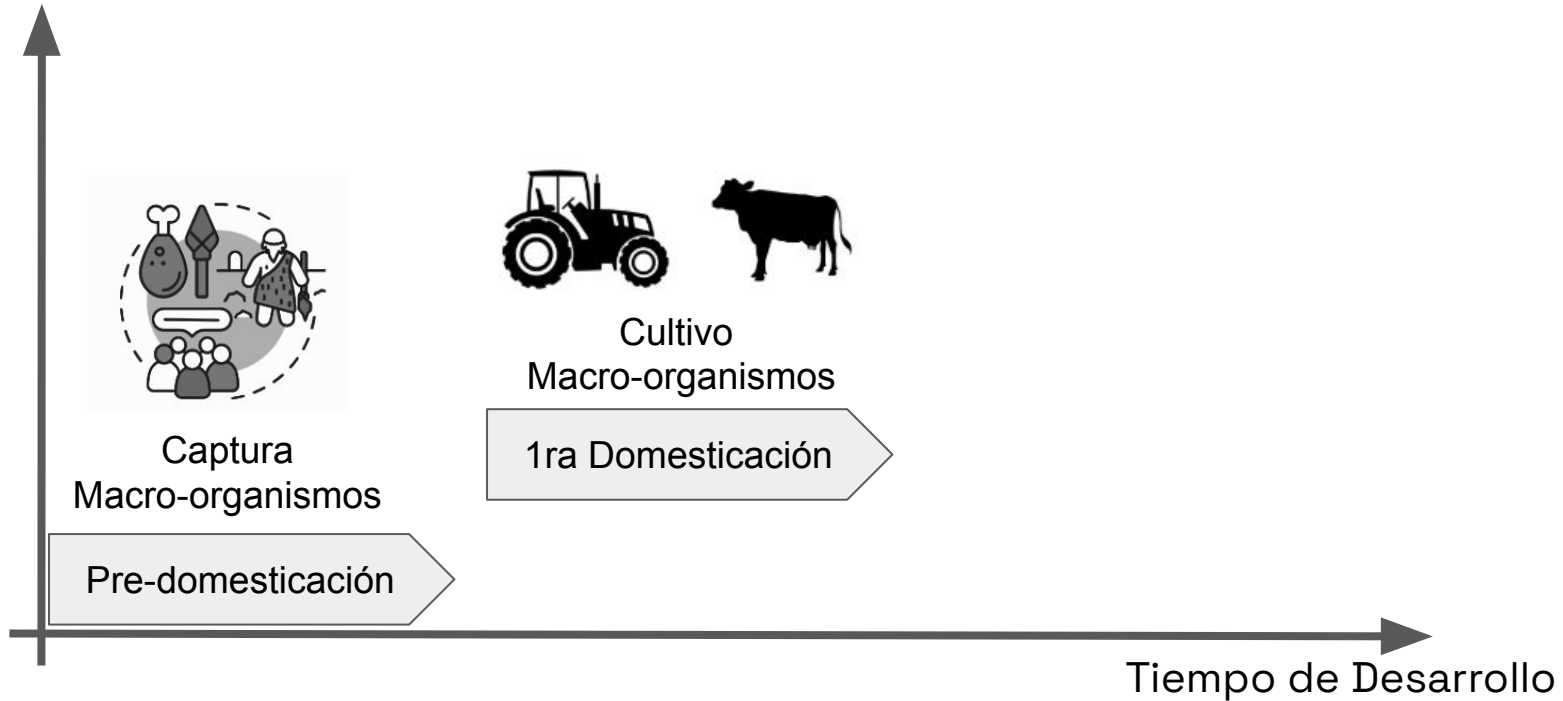 Cultivo
Macro-organismos
1ra Domesticación
Captura
Macro-organismos
Pre-domesticación
Tiempo de Desarrollo